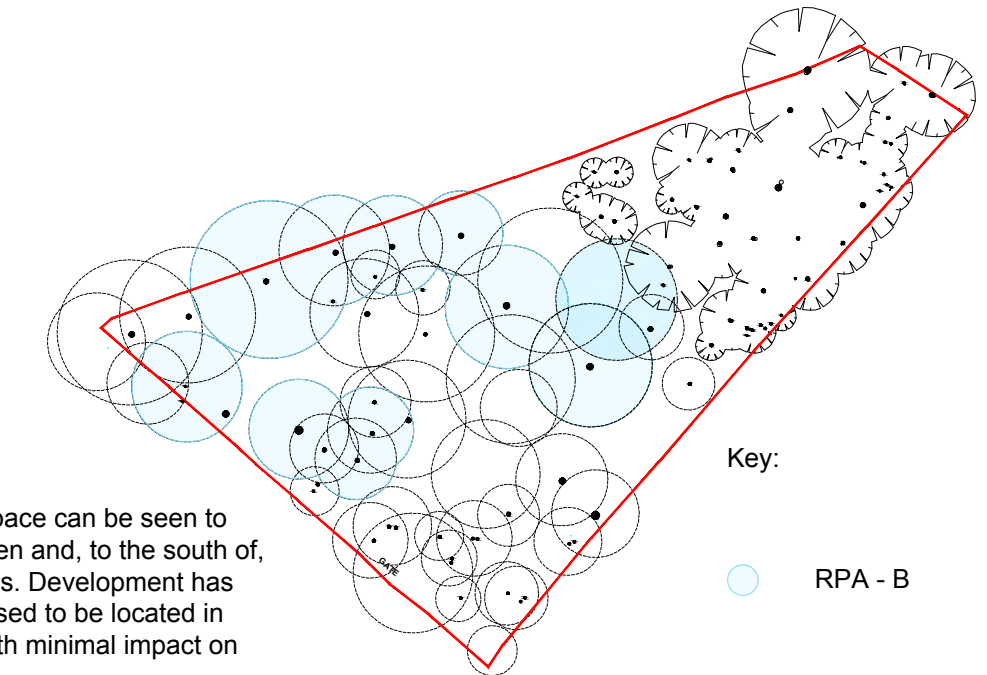 GATE
pace can be seen to
en and, to the south of,
s. Development has
sed to be located in
th minimal impact on
Key:
RPA - B